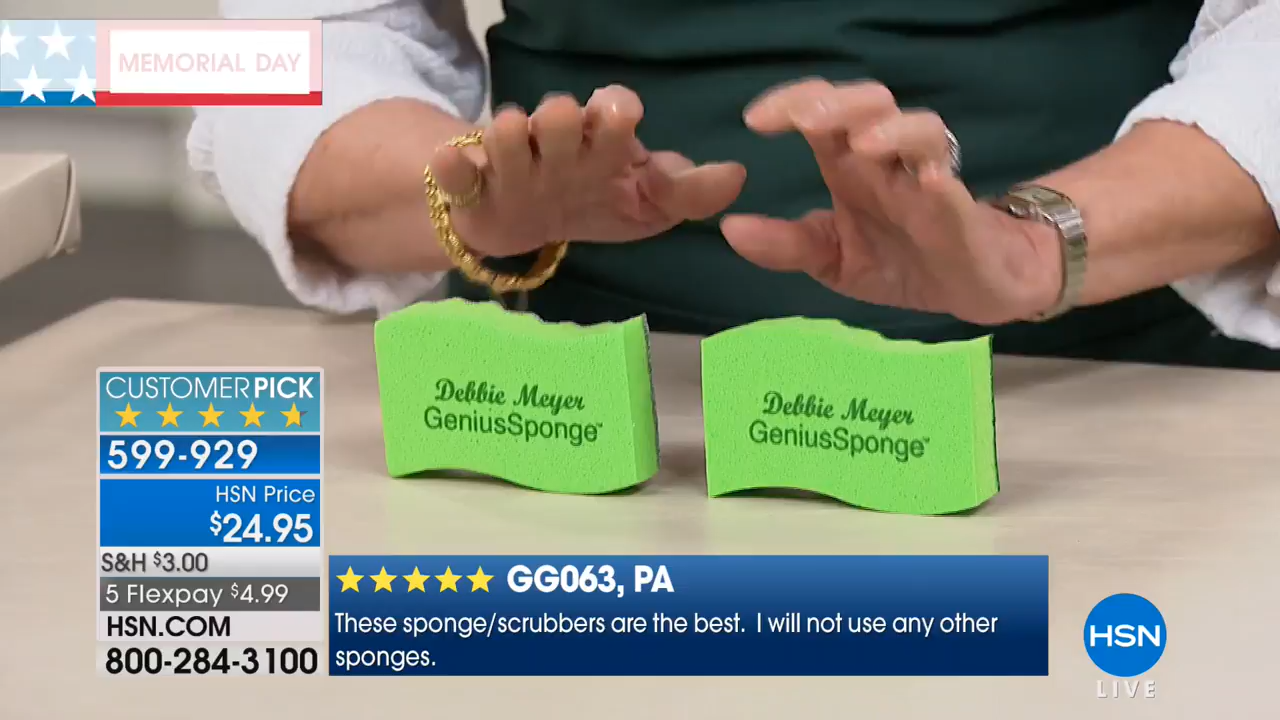 MEMORIAL DAY
CUSTOMER PICK
599-929
HSN Price
$24.95
S&H $3.00
5 Flexpay $4.99
HSN.COM
800-284-3100
Debbie Meyer
GeniusSponge™
Debbie Meyer
GeniusSponge™
GG063, PA
These sponge/scrubbers are the best. I will not use any other
sponges.
HSN
LIVE